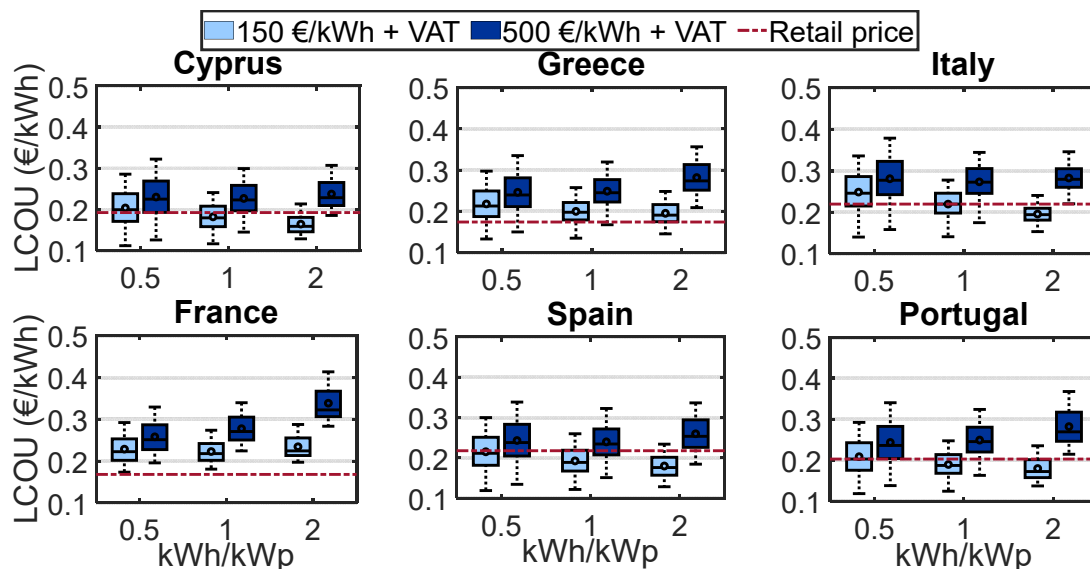 150 €/kWh + VAT 500 €/kWh + VAT Retail price
Cyprus Greece Italy
LCOU (€/kWh)
0.5 0.5 0.5
0.4 0.4 0.4
0.3 0.3 0.3
0.2 0.2 0.2
0.1 0.1 0.1
0.5 1 2 0.5 1 2 0.5 1 2
France Spain Portugal
LCOU (€/kWh)
0.5 0.5 0.5
0.4 0.4 0.4
0.3 0.3 0.3
0.2 0.2 0.2
0.1 0.1 0.1
0.5 1 2 0.5 1 2 0.5 1 2
kWh/kWp kWh/kWp kWh/kWp